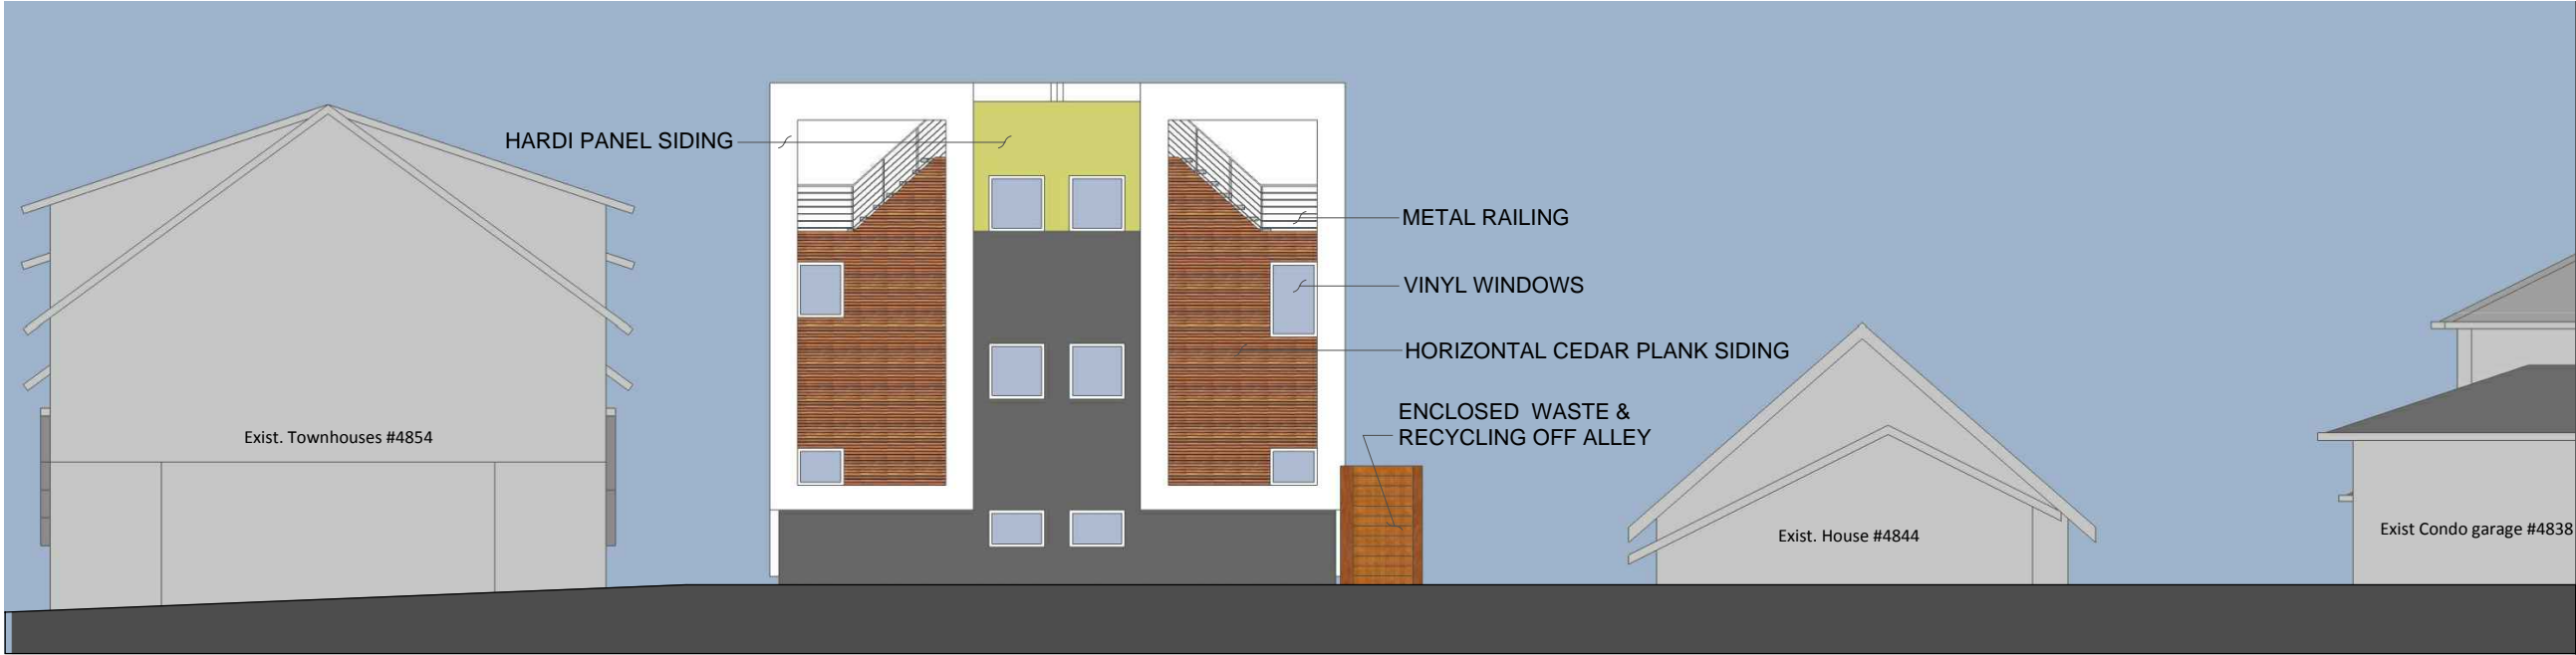 HARDI PANEL SIDING
METAL RAILING
VINYL WINDOWS
HORIZONTAL CEDAR PLANK SIDING
ENCLOSED WASTE &
RECYCLING OFF ALLEY
Exist. Townhouses #4854
Exist. House #4844
Exist Condo garage #4838